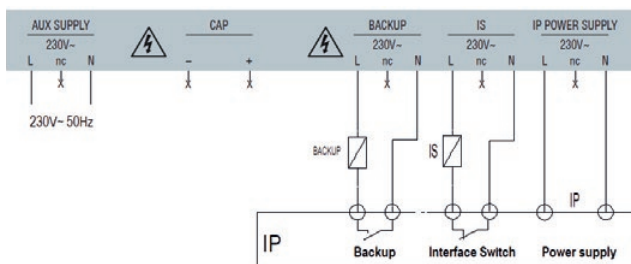 AUX SUPPLY CAP BACKUP IS IP POWER SUPPLY
230V~ 230V~ 230V~ 230V~
L nc N − + L nc N L nc N L nc N
X X X X X X
230V~ 50Hz
BACKUP IS
IP
IP Backup Interface Switch Power supply